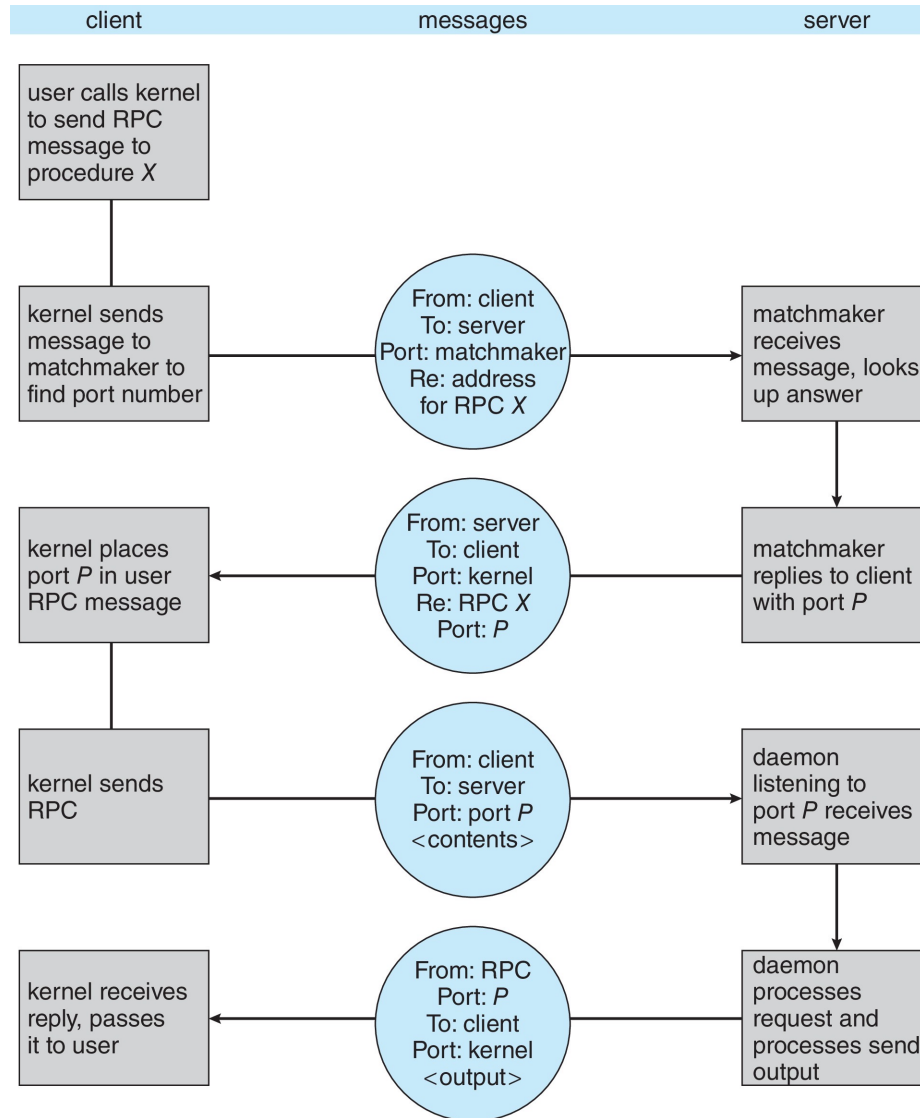 client
messages
server
user calls kernel
to send RPC
message to
procedure X
kernel sends
message to
matchmaker to
find port number
From: client
To: server
Port: matchmaker
Re: address
for RPC X
matchmaker
receives
message, looks
up answer
kernel places
port P in user
RPC message
From: server
To: client
Port: kernel
Re: RPC X
Port: P
matchmaker
replies to client
with port P
kernel sends
RPC
From: client
To: server
Port: port P
<contents>
daemon
listening to
port P receives
message
kernel receives
reply, passes
it to user
From: RPC
Port: P
To: client
Port: kernel
<output>
daemon
processes
request and
processes send
output